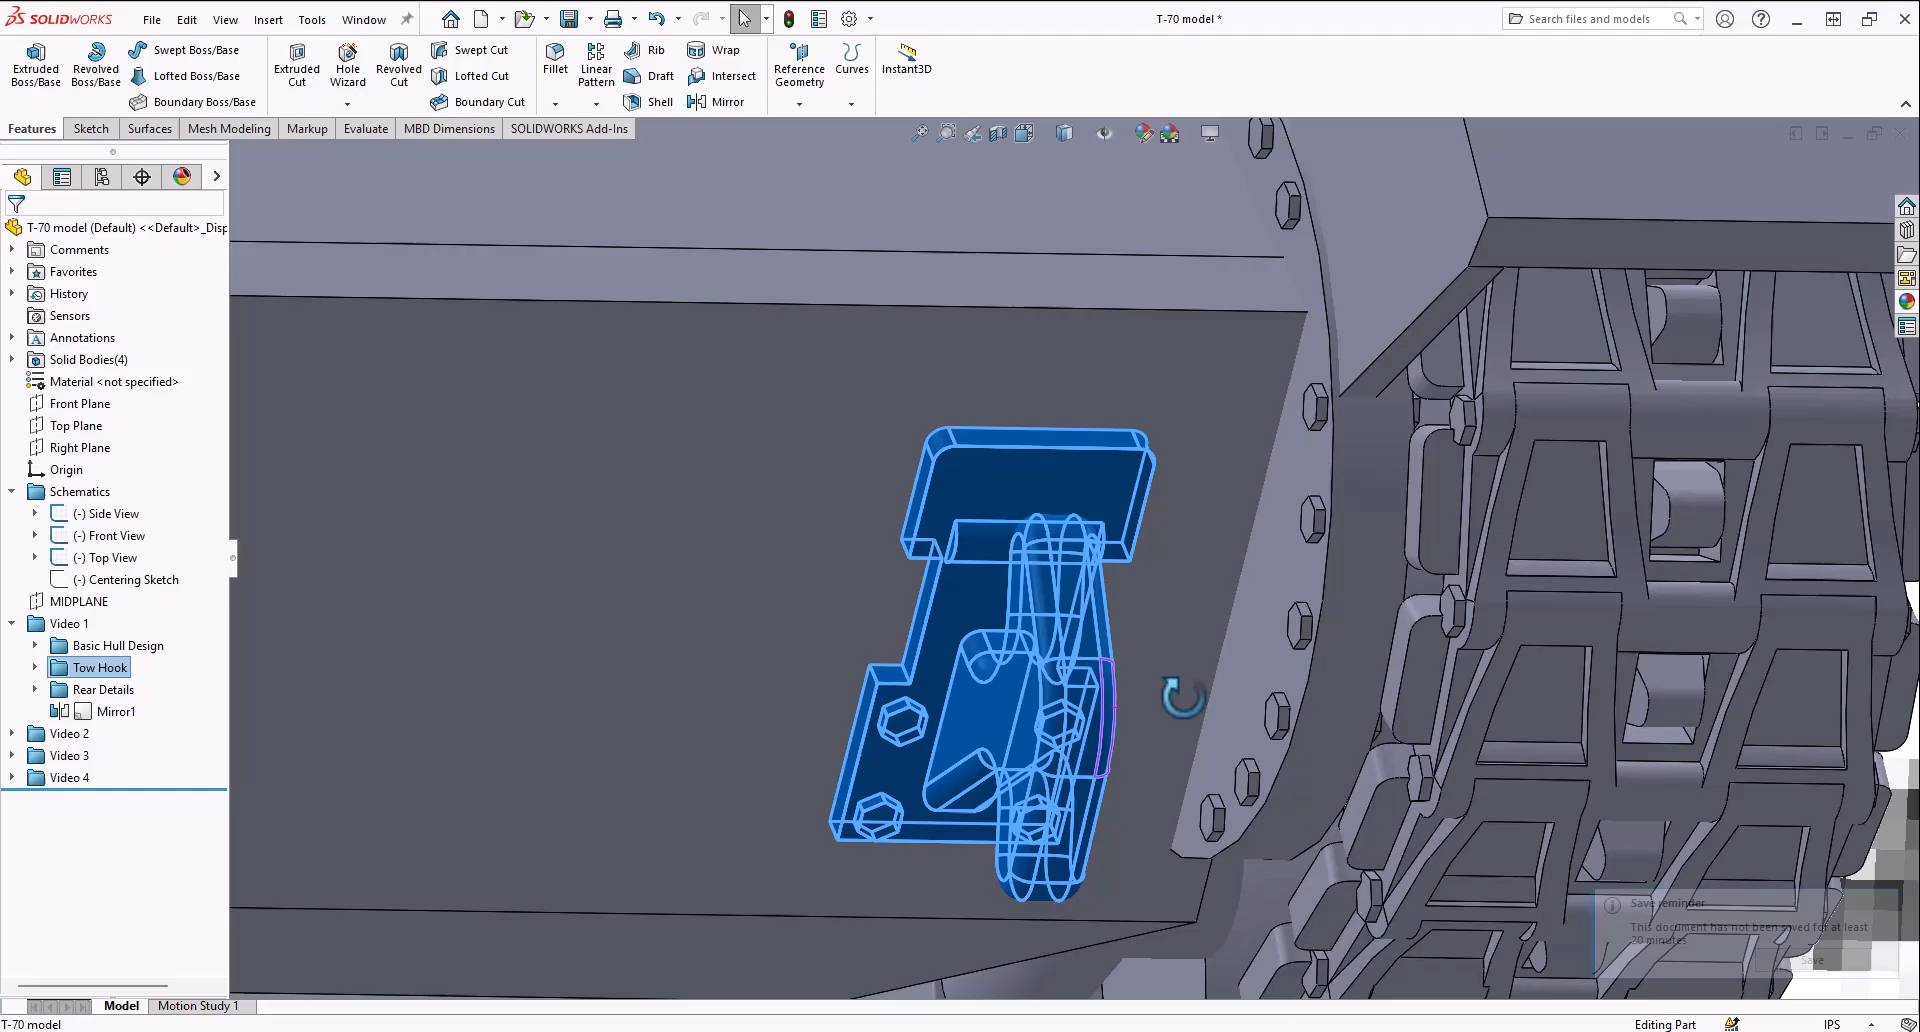 SOLIDWORKS
File
Edit
View
Insert
Tools
Window
T-70 model *
Search files and models
Extruded Boss/Base
Revolved Boss/Base
Swept Boss/Base
Lofted Boss/Base
Boundary Boss/Base
Extruded Cut
Hole Wizard
Revolved Cut
Swept Cut
Lofted Cut
Boundary Cut
Fillet
Linear Pattern
Rib
Draft
Shell
Wrap
Intersect
Mirror
Reference Geometry
Curves
Instant3D
Features
Sketch
Surfaces
Mesh Modeling
Markup
Evaluate
MBD Dimensions
SOLIDWORKS Add-Ins
T-70 model (Default) <<Default>_Disp
Comments
Favorites
History
Sensors
Annotations
Solid Bodies(4)
Material <not specified>
Front Plane
Top Plane
Right Plane
Origin
Schematics
(-) Side View
(-) Front View
(-) Top View
(-) Centering Sketch
MIDPLANE
Video 1
Basic Hull Design
Tow Hook
Rear Details
Mirror1
Video 2
Video 3
Video 4
Save reminder
This document has not been saved for at least
20 minutes
Save
Model
Motion Study 1
T-70 model
Editing Part
IPS